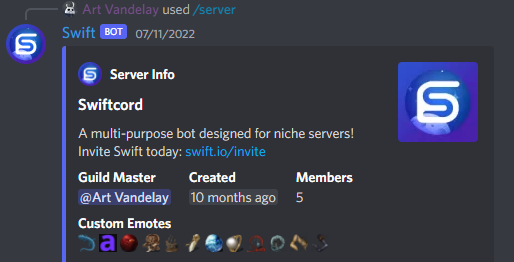 Art Vandelay used /server
Swift BOT 07/11/2022
Server Info
Swiftcord
A multi-purpose bot designed for niche servers!
Invite Swift today: swift.io/invite
Guild Master Created Members
@Art Vandelay 10 months ago 5
Custom Emotes